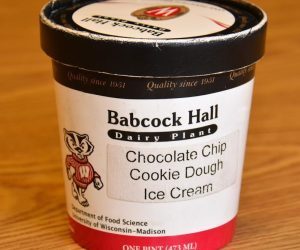 Babcock Hall
Quality since 1951 Quality since 1951
Babcock Hall
Dairy Plant
Chocolate Chip
Cookie Dough
Ice Cream
W
Department of Food Science
University of Wisconsin–Madison
ONE PINT (473 ML)